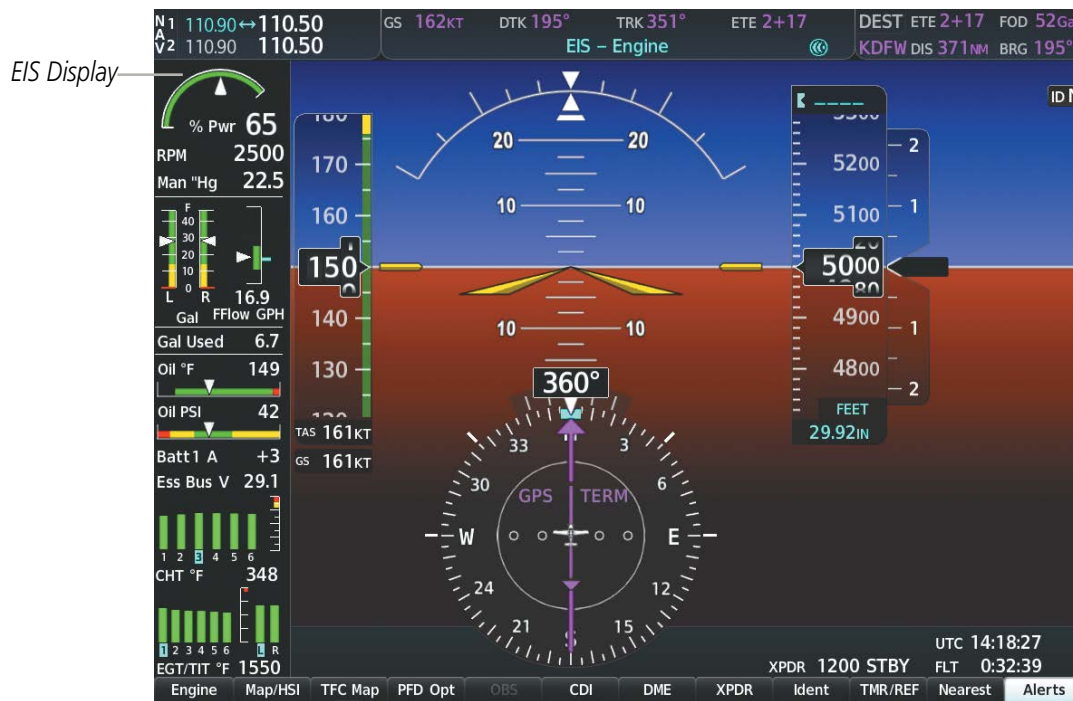 EIS Display
N 1 110.90 ↔ 110.50
A
V 2 110.90 110.50
GS 162KT DTK 195° TRK 351° ETE 2+17
EIS – Engine
DEST ETE 2+17 FOD 52Ga
KDFW DIS 371NM BRG 195°
% Pwr 65
RPM 2500
Man "Hg 22.5
F
40
30
20
10
0
L R
Gal
16.9
FFlow GPH
Gal Used 6.7
Oil °F 149
Oil PSI 42
Batt1 A +3
Ess Bus V 29.1
1 2 3 4 5 6
CHT °F 348
1 2 3 4 5 6 L R
EGT/TIT °F 1550
170
160
150
140
130
TAS 161KT
GS 161KT
20 20
10 10
10 10
360°
33 3
30 6
W E
24 12
21 15
S
GPS TERM
_ _ _ _
5200
5100
5000
20
80
4900
4800
FEET
29.92IN
2
1
1
2
ID
UTC 14:18:27
XPDR 1200 STBY FLT 0:32:39
Engine Map/HSI TFC Map PFD Opt OBS CDI DME XPDR Ident TMR/REF Nearest Alerts